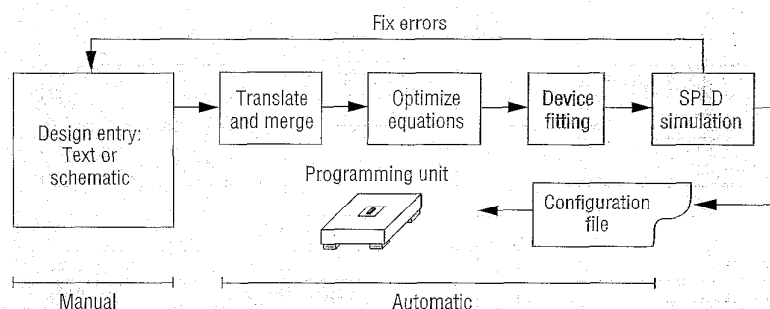 Fix errors
Design entry:
Text or
schematic
Translate
and merge
Optimize
equations
Device
fitting
SPLD
simulation
Programming unit
Configuration
file
Manual
Automatic